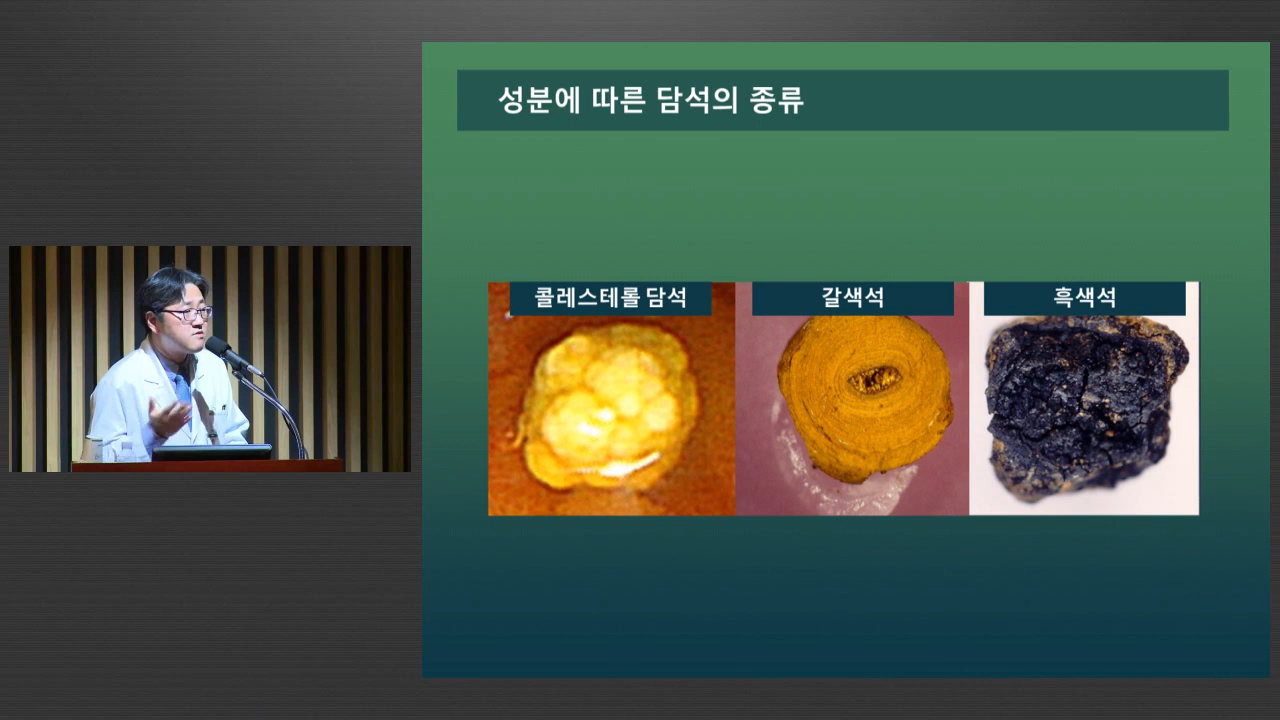 성분에 따른 담석의 종류
콜레스테롤 담석
갈색석
흑색석